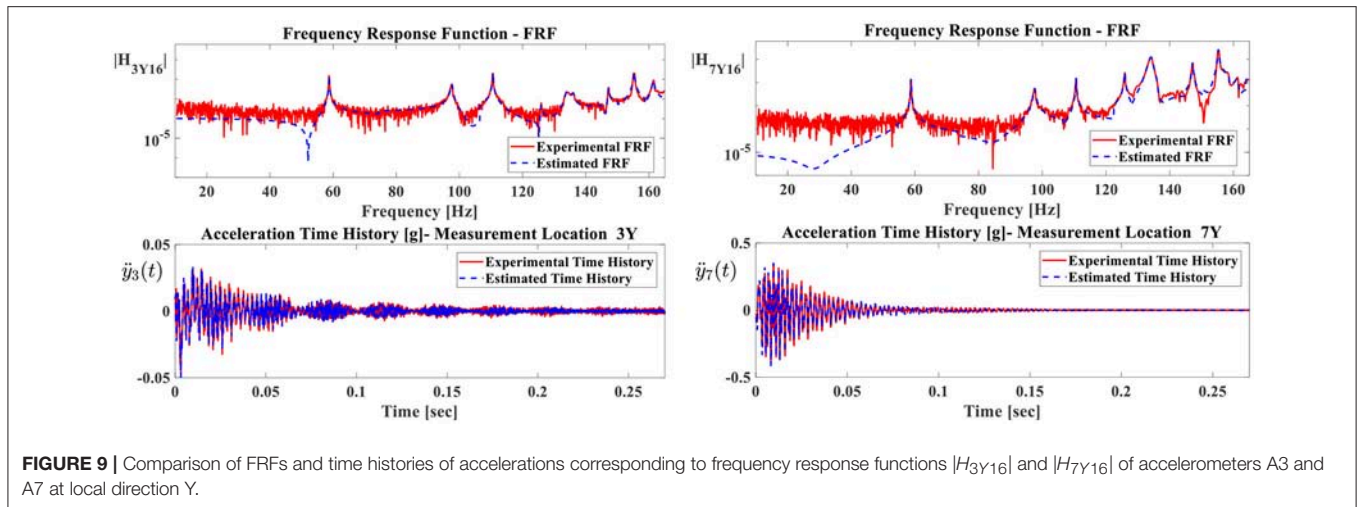 Frequency Response Function - FRF
|H3Y16|
10-5
Experimental FRF
Estimated FRF
20 40 60 80 100 120 140 160
Frequency [Hz]
Frequency Response Function - FRF
|H7Y16|
10-5
Experimental FRF
Estimated FRF
20 40 60 80 100 120 140 160
Frequency [Hz]
Acceleration Time History [g]- Measurement Location 3Y
0.05
ÿ3(t)
0
-0.05
Experimental Time History
Estimated Time History
0 0.05 0.1 0.15 0.2 0.25
Time [sec]
Acceleration Time History [g]- Measurement Location 7Y
0.5
ÿ7(t)
0
-0.5
Experimental Time History
Estimated Time History
0 0.05 0.1 0.15 0.2 0.25
Time [sec]
FIGURE 9 | Comparison of FRFs and time histories of accelerations corresponding to frequency response functions |H3Y16| and |H7Y16| of accelerometers A3 and
A7 at local direction Y.